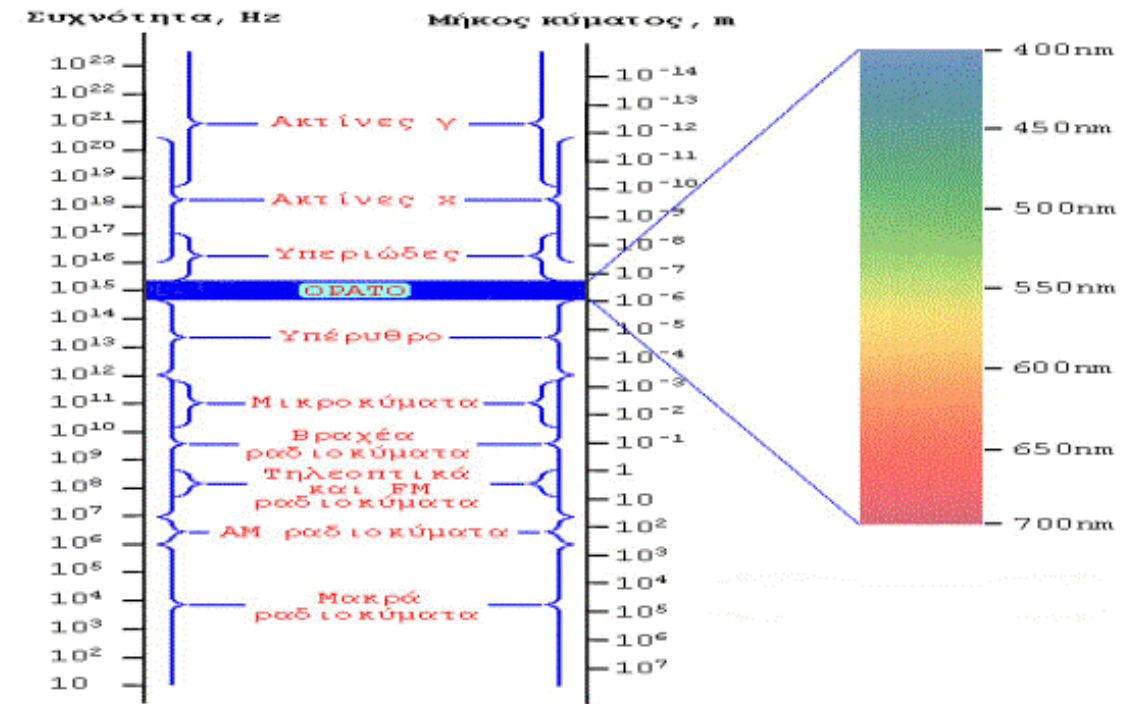 Συχνότητα, Hz
Μήκος κύματος, m
10²³
10²²
10²¹
10²⁰
10¹⁹
10¹⁸
10¹⁷
10¹⁶
10¹⁵
10¹⁴
10¹³
10¹²
10¹¹
10¹⁰
10⁹
10⁸
10⁷
10⁶
10⁵
10⁴
10³
10²
10
Ακτίνες γ
Ακτίνες x
Υπεριώδες
ΟΡΑΤΟ
Υπέρυθρο
Μικροκύματα
Βραχέα
ραδιοκύματα
Τηλεοπτικά
και FM
ραδιοκύματα
AM ραδιοκύματα
Μακρά
ραδιοκύματα
10⁻¹⁴
10⁻¹³
10⁻¹²
10⁻¹¹
10⁻¹⁰
10⁻⁹
10⁻⁸
10⁻⁷
10⁻⁶
10⁻⁵
10⁻⁴
10⁻³
10⁻²
10⁻¹
1
10
10²
10³
10⁴
10⁵
10⁶
10⁷
400nm
450nm
500nm
550nm
600nm
650nm
700nm